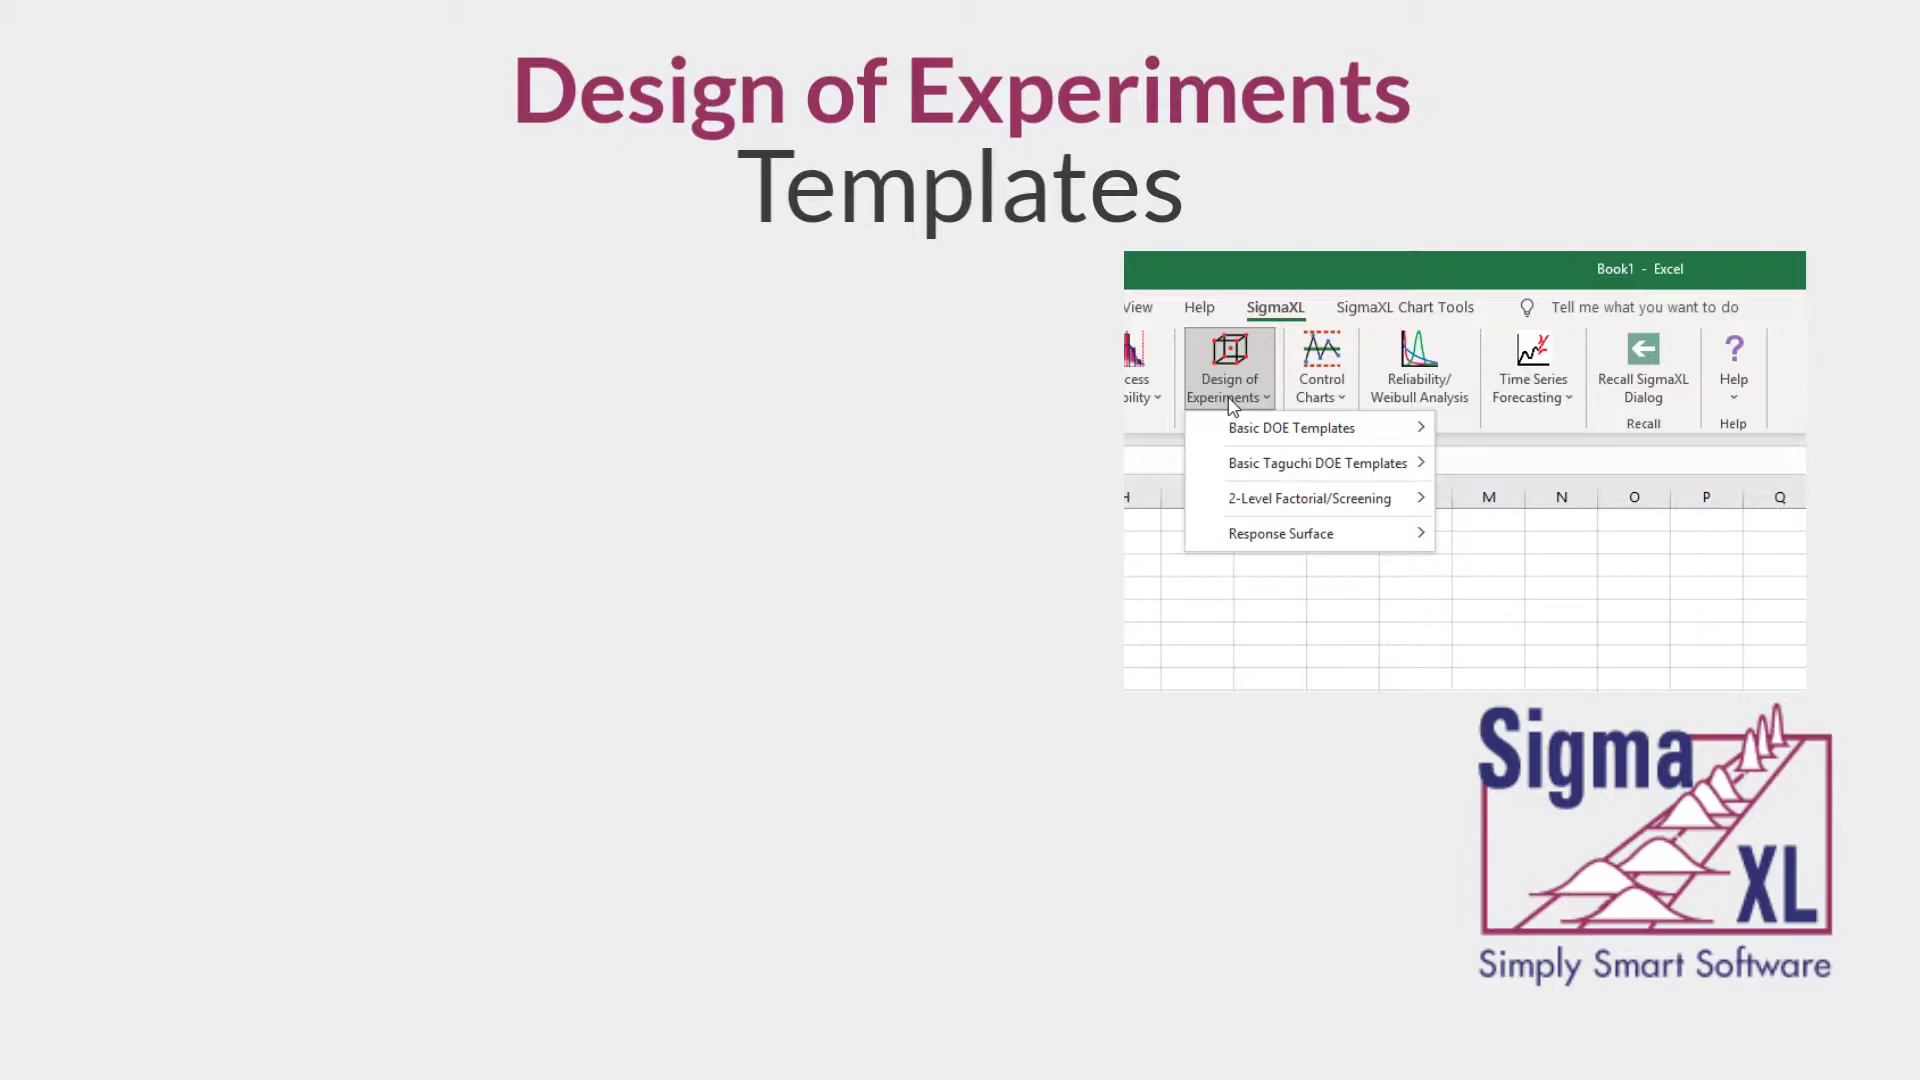 Design of Experiments
Templates
Book1 - Excel
View Help SigmaXL SigmaXL Chart Tools Tell me what you want to do
cess
bility
Design of
Experiments
Control
Charts
Reliability/
Weibull Analysis
Time Series
Forecasting
Recall SigmaXL
Dialog
Help
Recall
Help
Basic DOE Templates
Basic Taguchi DOE Templates
2-Level Factorial/Screening
Response Surface
H M N O P Q
Sigma
XL
Simply Smart Software